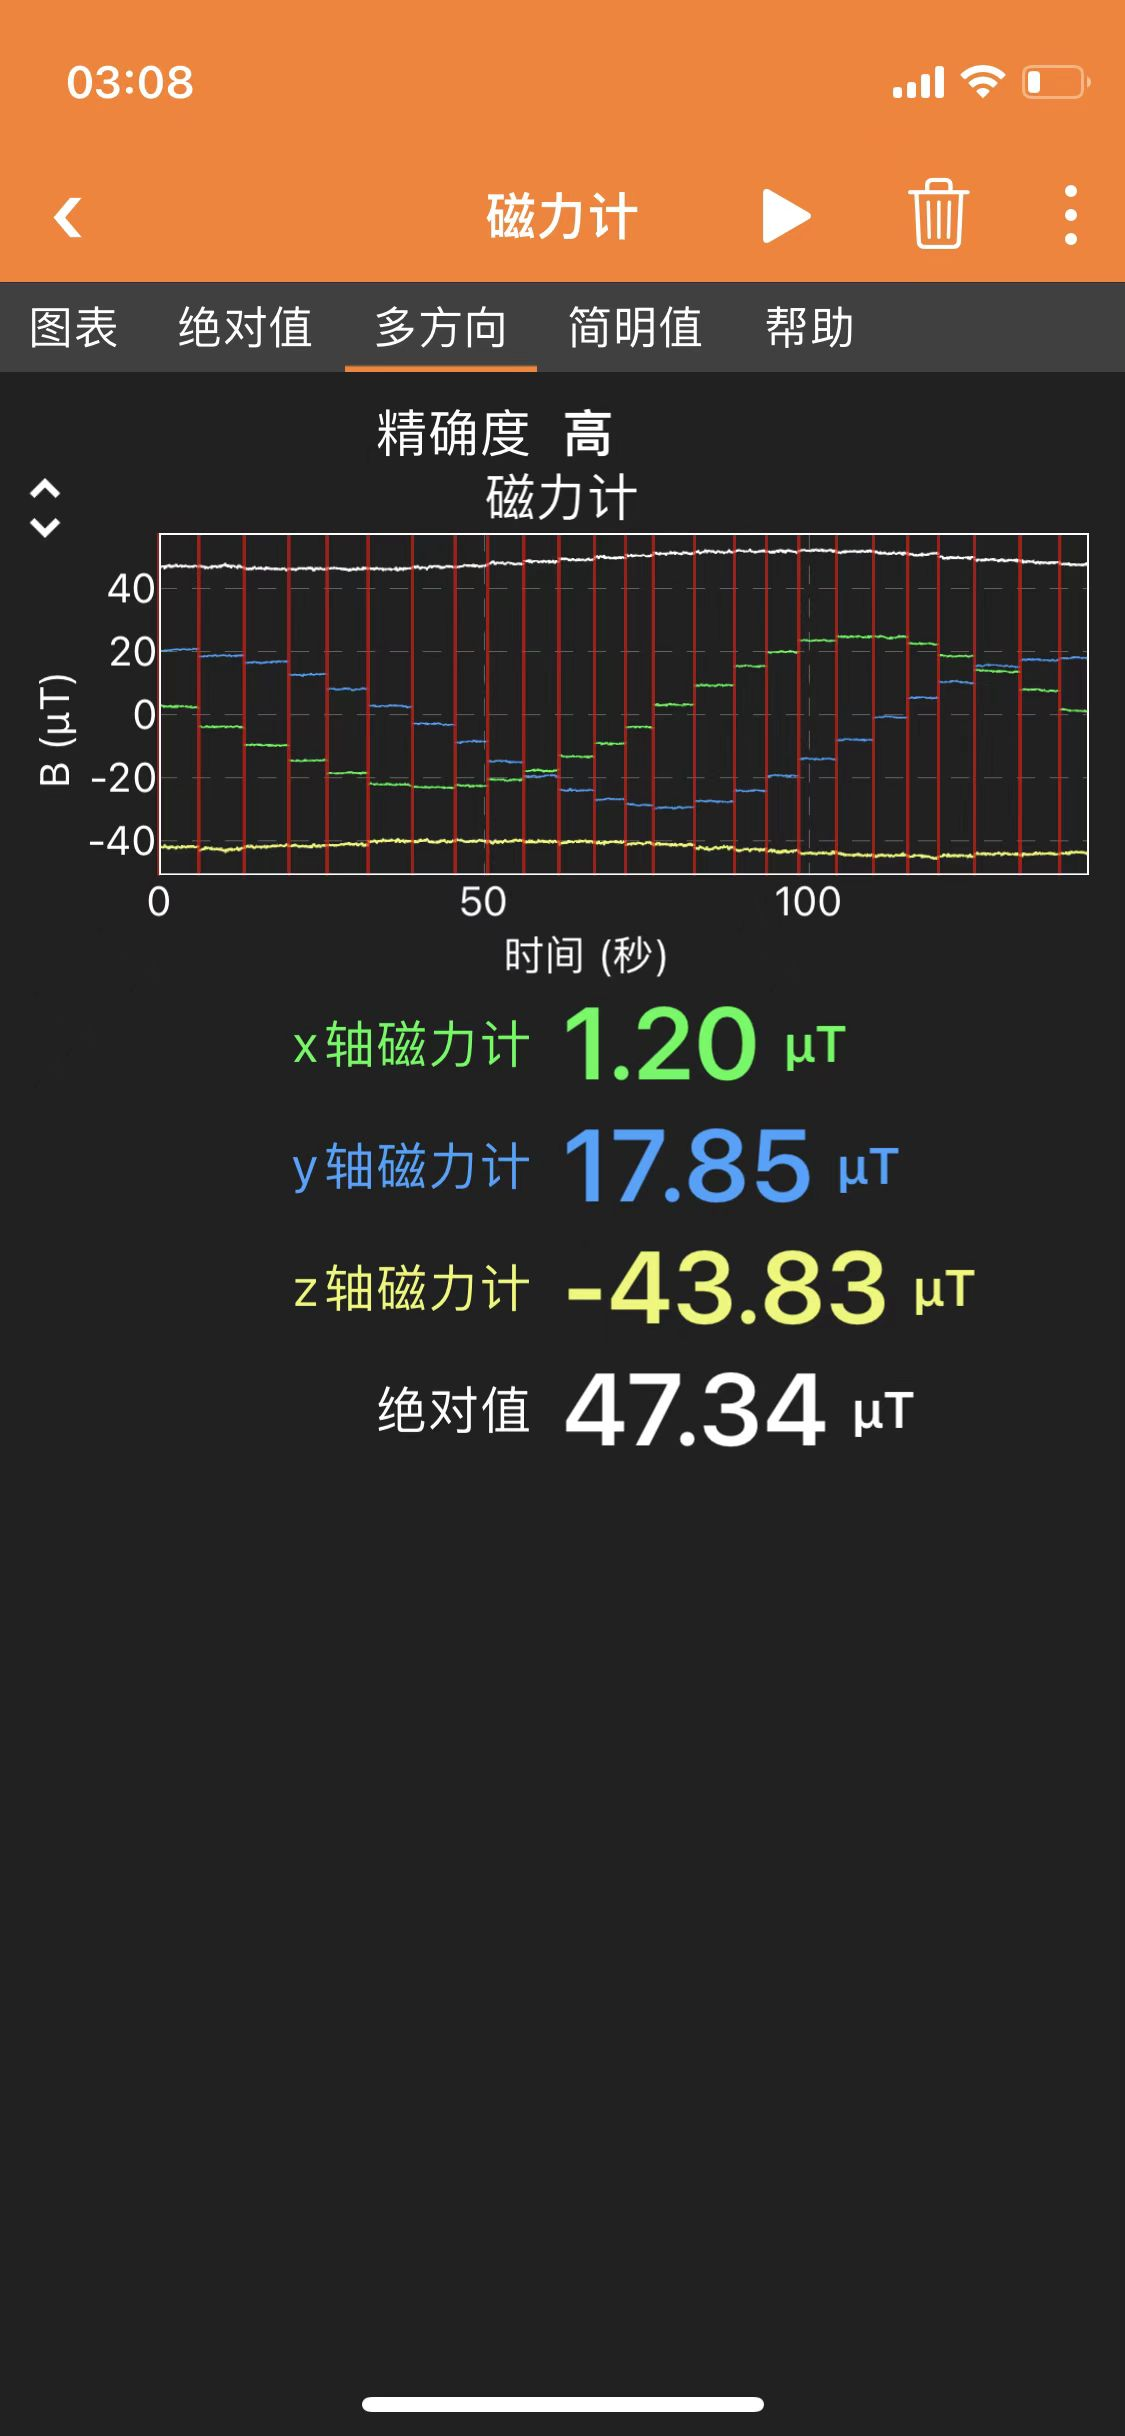 03:08
磁力计
图表 绝对值 多方向 简明值 帮助
精确度 高
磁力计
40
20
0
-20
-40
B (μT)
0 50 100
时间 (秒)
x轴磁力计 1.20 μT
y轴磁力计 17.85 μT
z轴磁力计 -43.83 μT
绝对值 47.34 μT